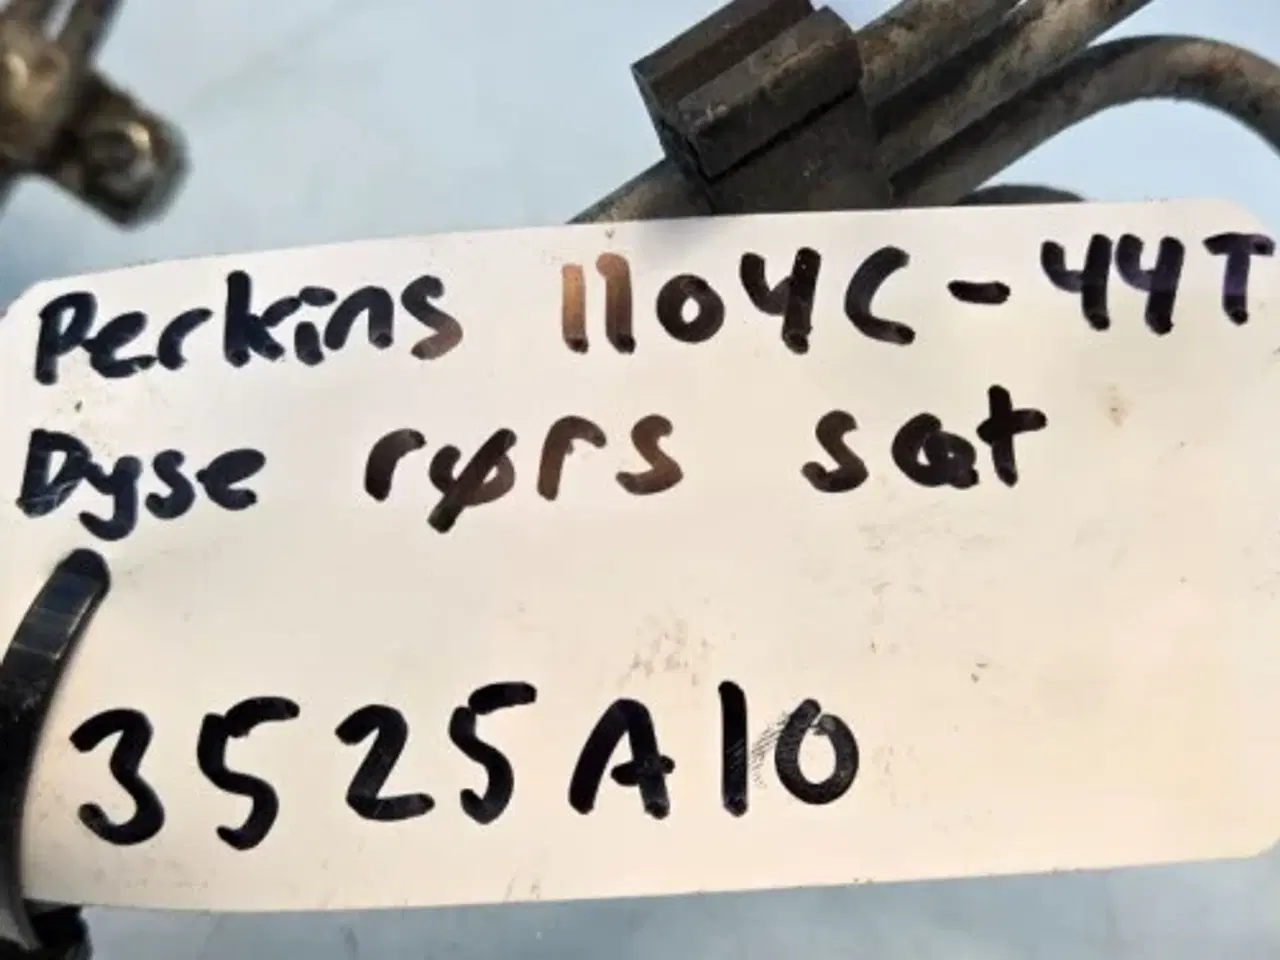 Perkins 1104C-44T
Dyse rørs sæt
3525A10